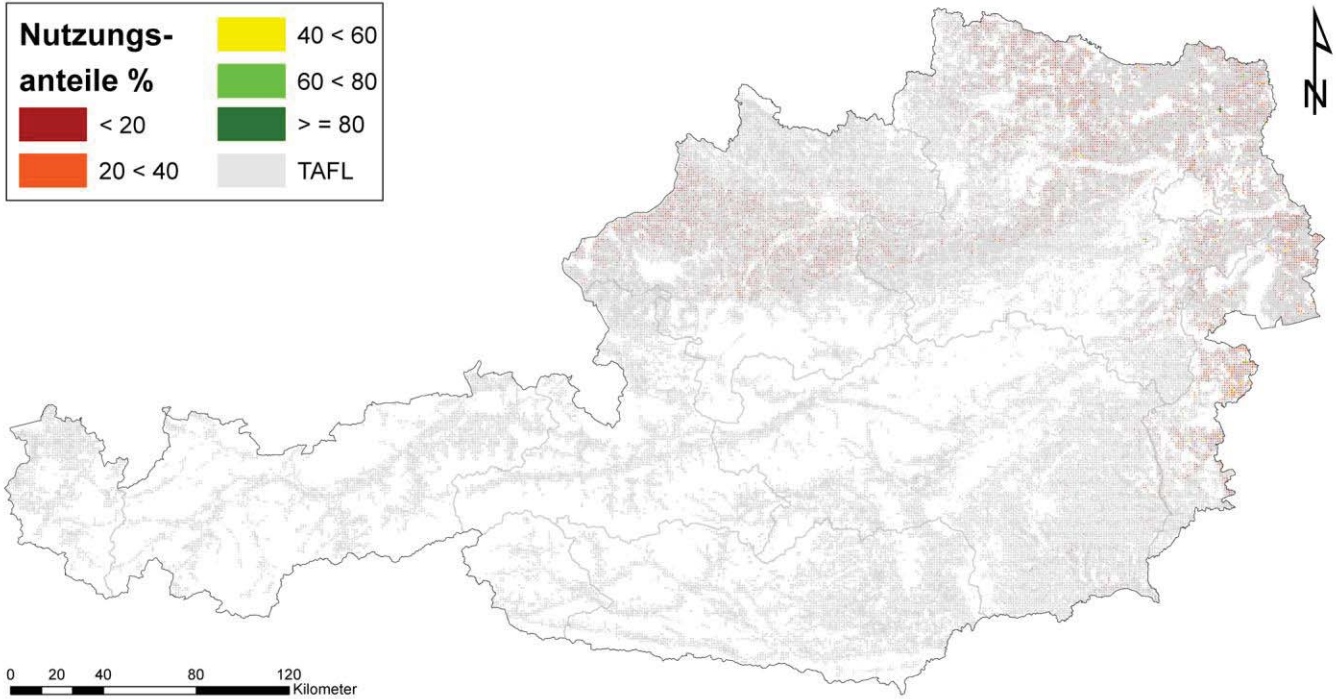 Nutzungs-
anteile %
< 20
20 < 40
40 < 60
60 < 80
> = 80
TAFL
N
0 20 40 80 120
Kilometer